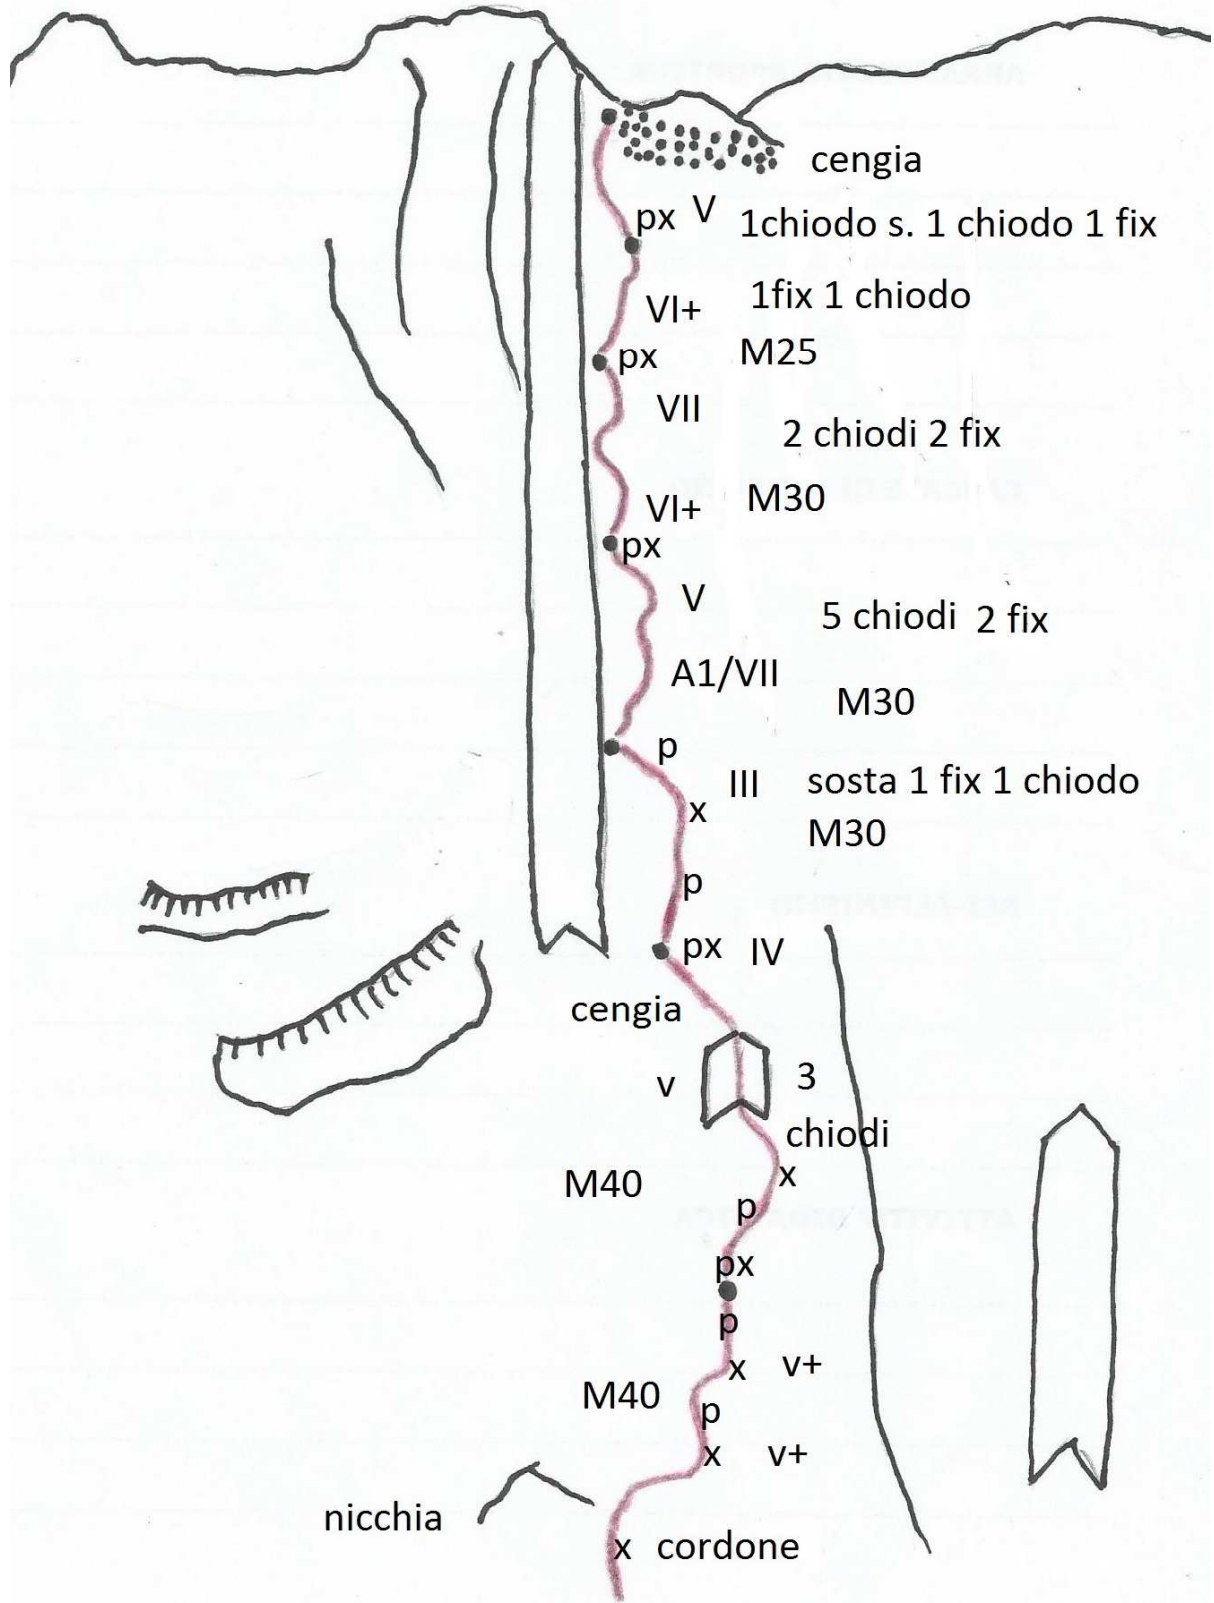 cengia
px V 1chiodo s. 1 chiodo 1 fix
VI+ 1fix 1 chiodo
px M25
VII
2 chiodi 2 fix
VI+ M30
px
V
5 chiodi 2 fix
A1/VII
M30
p
III sosta 1 fix 1 chiodo
x
M30
p
px IV
cengia
v 3
chiodi
x
M40
p
px
p
x v+
M40
p
x v+
nicchia
x cordone